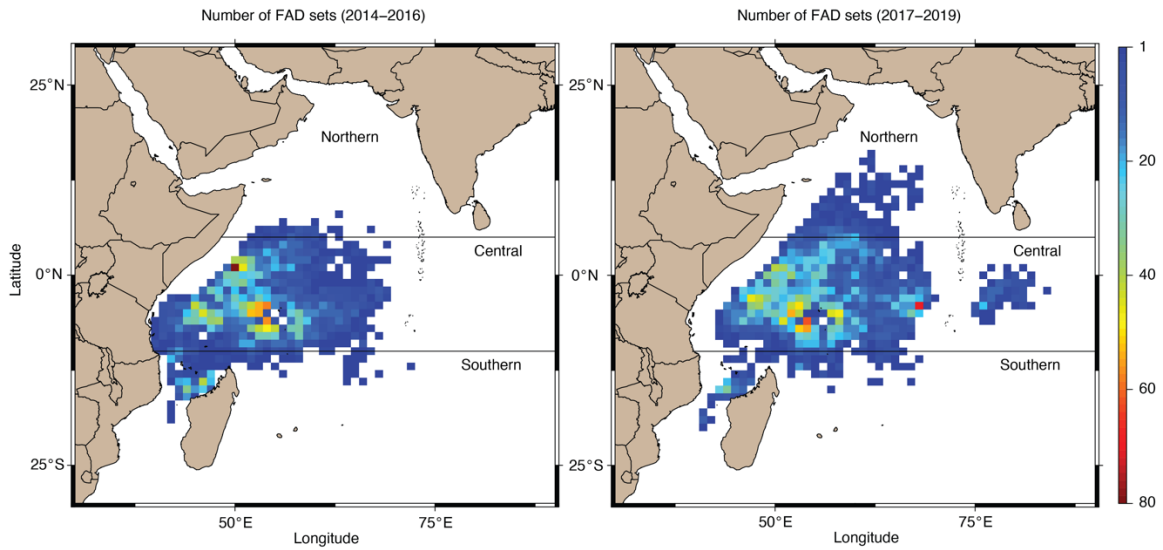 Number of FAD sets (2014–2016)
Number of FAD sets (2017–2019)
25°N
0°N
25°S
Latitude
Northern
Central
Southern
50°E
75°E
Longitude
25°N
0°N
25°S
Northern
Central
Southern
50°E
75°E
Longitude
1
20
40
60
80